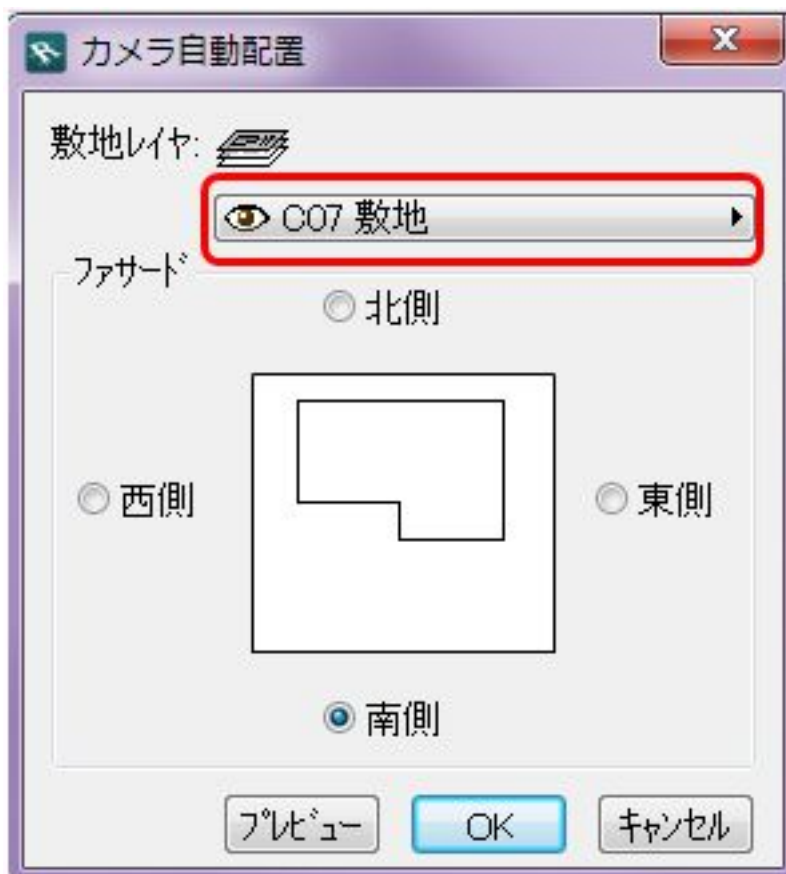 カメラ自動配置
敷地レイヤ:
C07 敷地
ファサード
北側
西側
東側
南側
プレビュー OK キャンセル